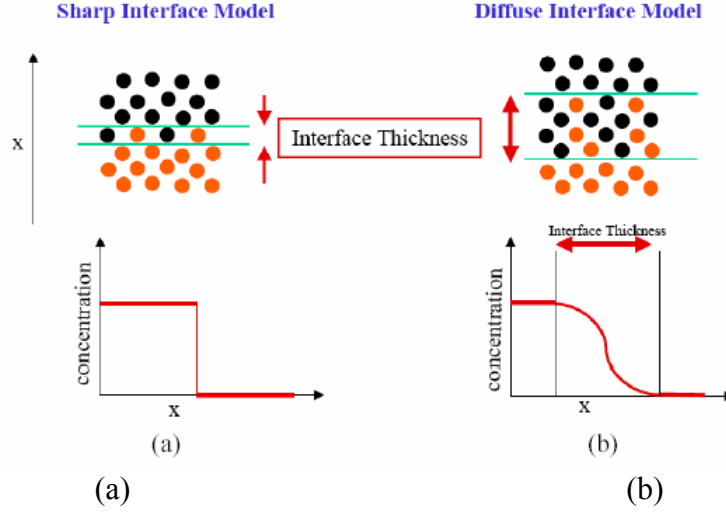 Sharp Interface Model
Diffuse Interface Model
x
Interface Thickness
Interface Thickness
concentration
x
concentration
x
(a)
(b)
(a)
(b)